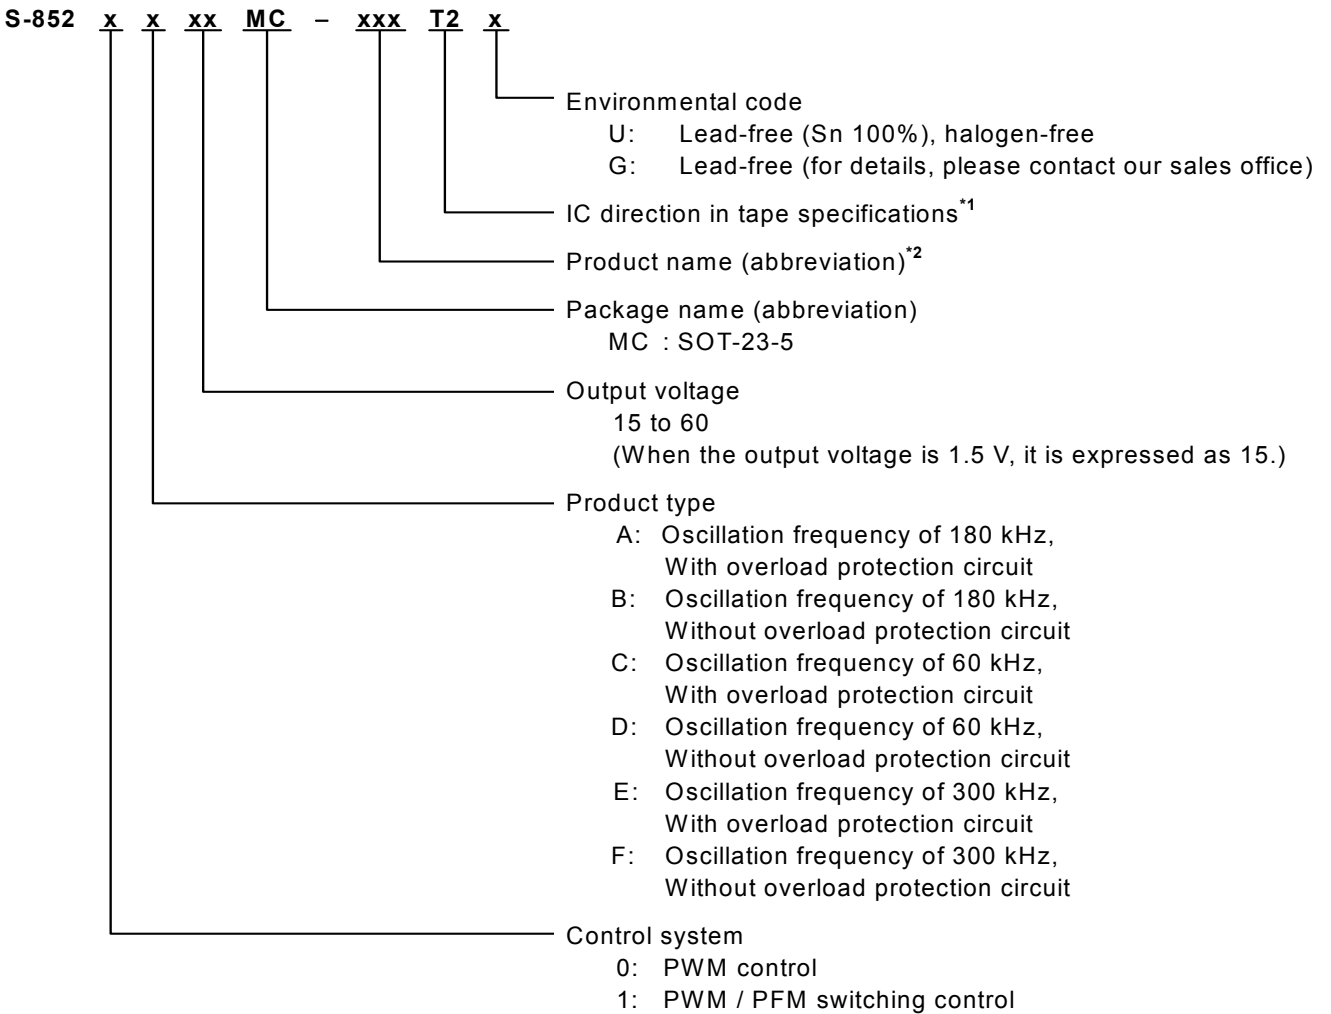 S-852 x x xx MC – xxx T2 x
Environmental code
U: Lead-free (Sn 100%), halogen-free
G: Lead-free (for details, please contact our sales office)
IC direction in tape specifications*1
Product name (abbreviation)*2
Package name (abbreviation)
MC : SOT-23-5
Output voltage
15 to 60
(When the output voltage is 1.5 V, it is expressed as 15.)
Product type
A: Oscillation frequency of 180 kHz,
With overload protection circuit
B: Oscillation frequency of 180 kHz,
Without overload protection circuit
C: Oscillation frequency of 60 kHz,
With overload protection circuit
D: Oscillation frequency of 60 kHz,
Without overload protection circuit
E: Oscillation frequency of 300 kHz,
With overload protection circuit
F: Oscillation frequency of 300 kHz,
Without overload protection circuit
Control system
0: PWM control
1: PWM / PFM switching control